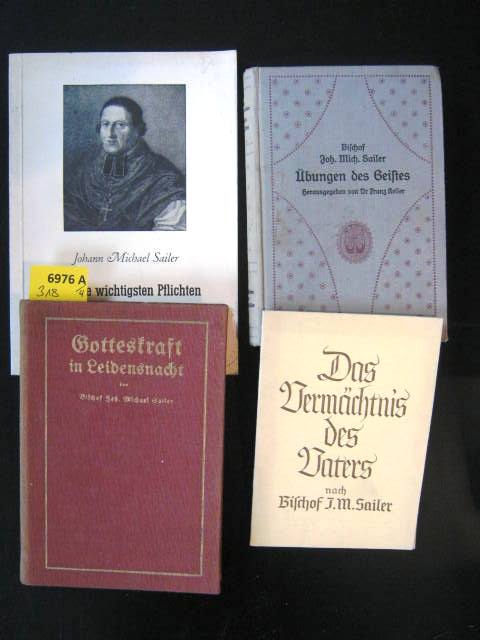 Johann Michael Sailer
e wichtigsten Pflichten
6976 A
318
Bischof
Joh. Mich. Sailer
Übungen des Geistes
Herausgegeben von Dr Franz Keller
Gotteskraft
in Leidensnacht
von
Bischof Joh. Michael Sailer
Das
Vermächtnis
des
Vaters
nach
Bischof J.M. Sailer